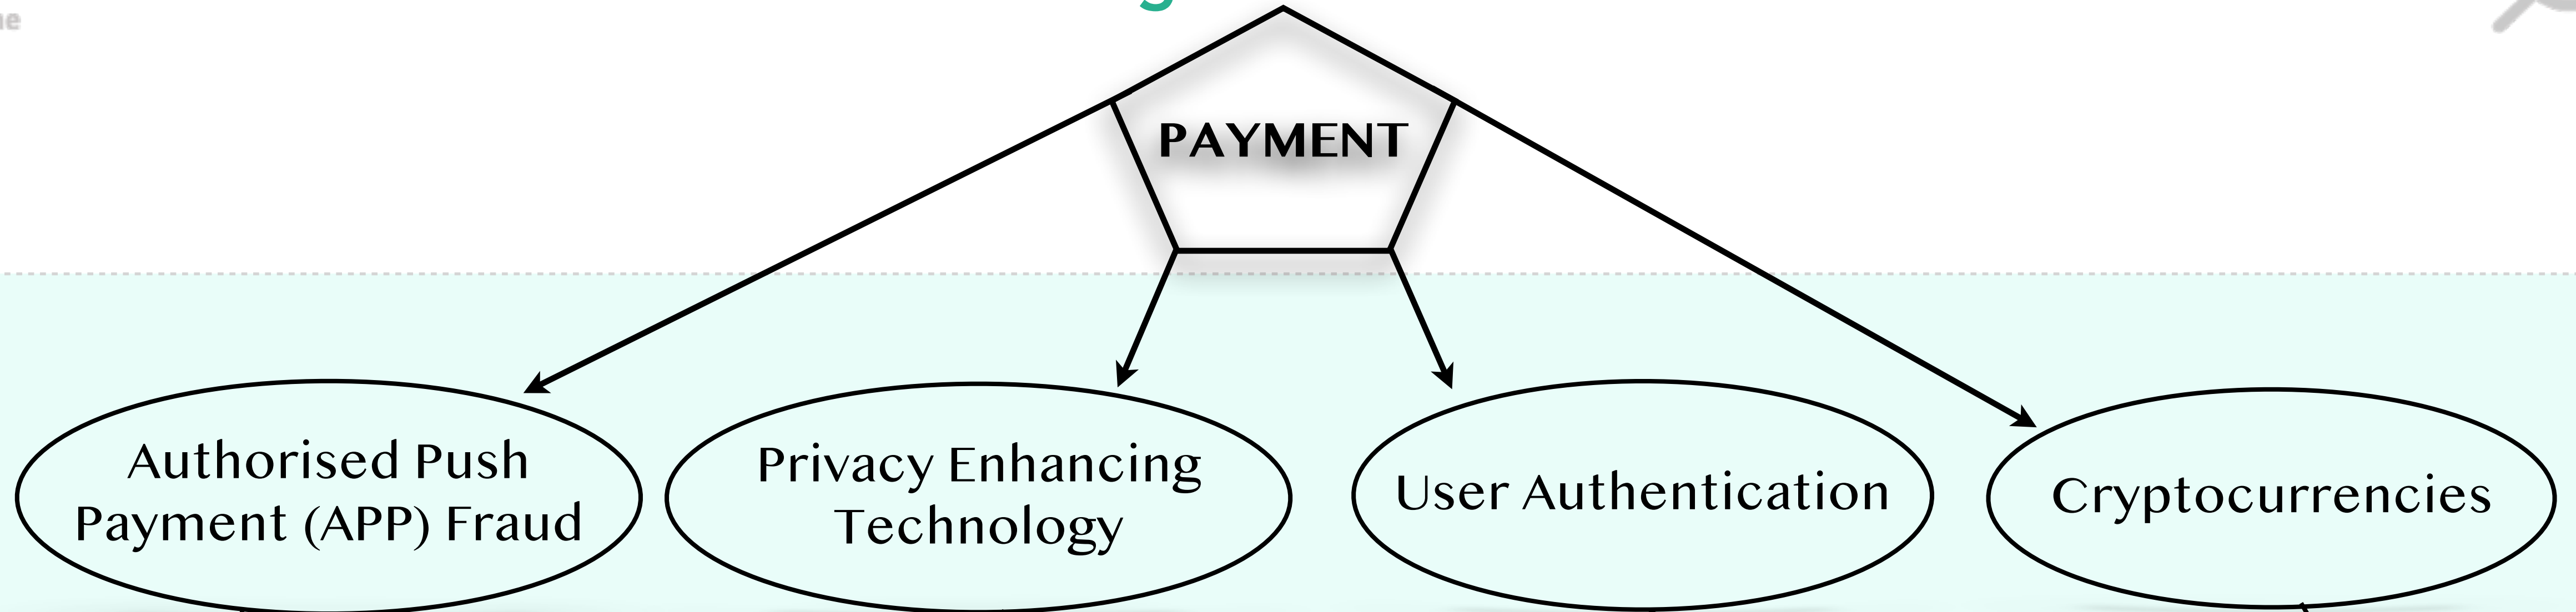 PAYMENT
Authorised Push
Payment (APP) Fraud
Privacy Enhancing
Technology
User Authentication
Cryptocurrencies